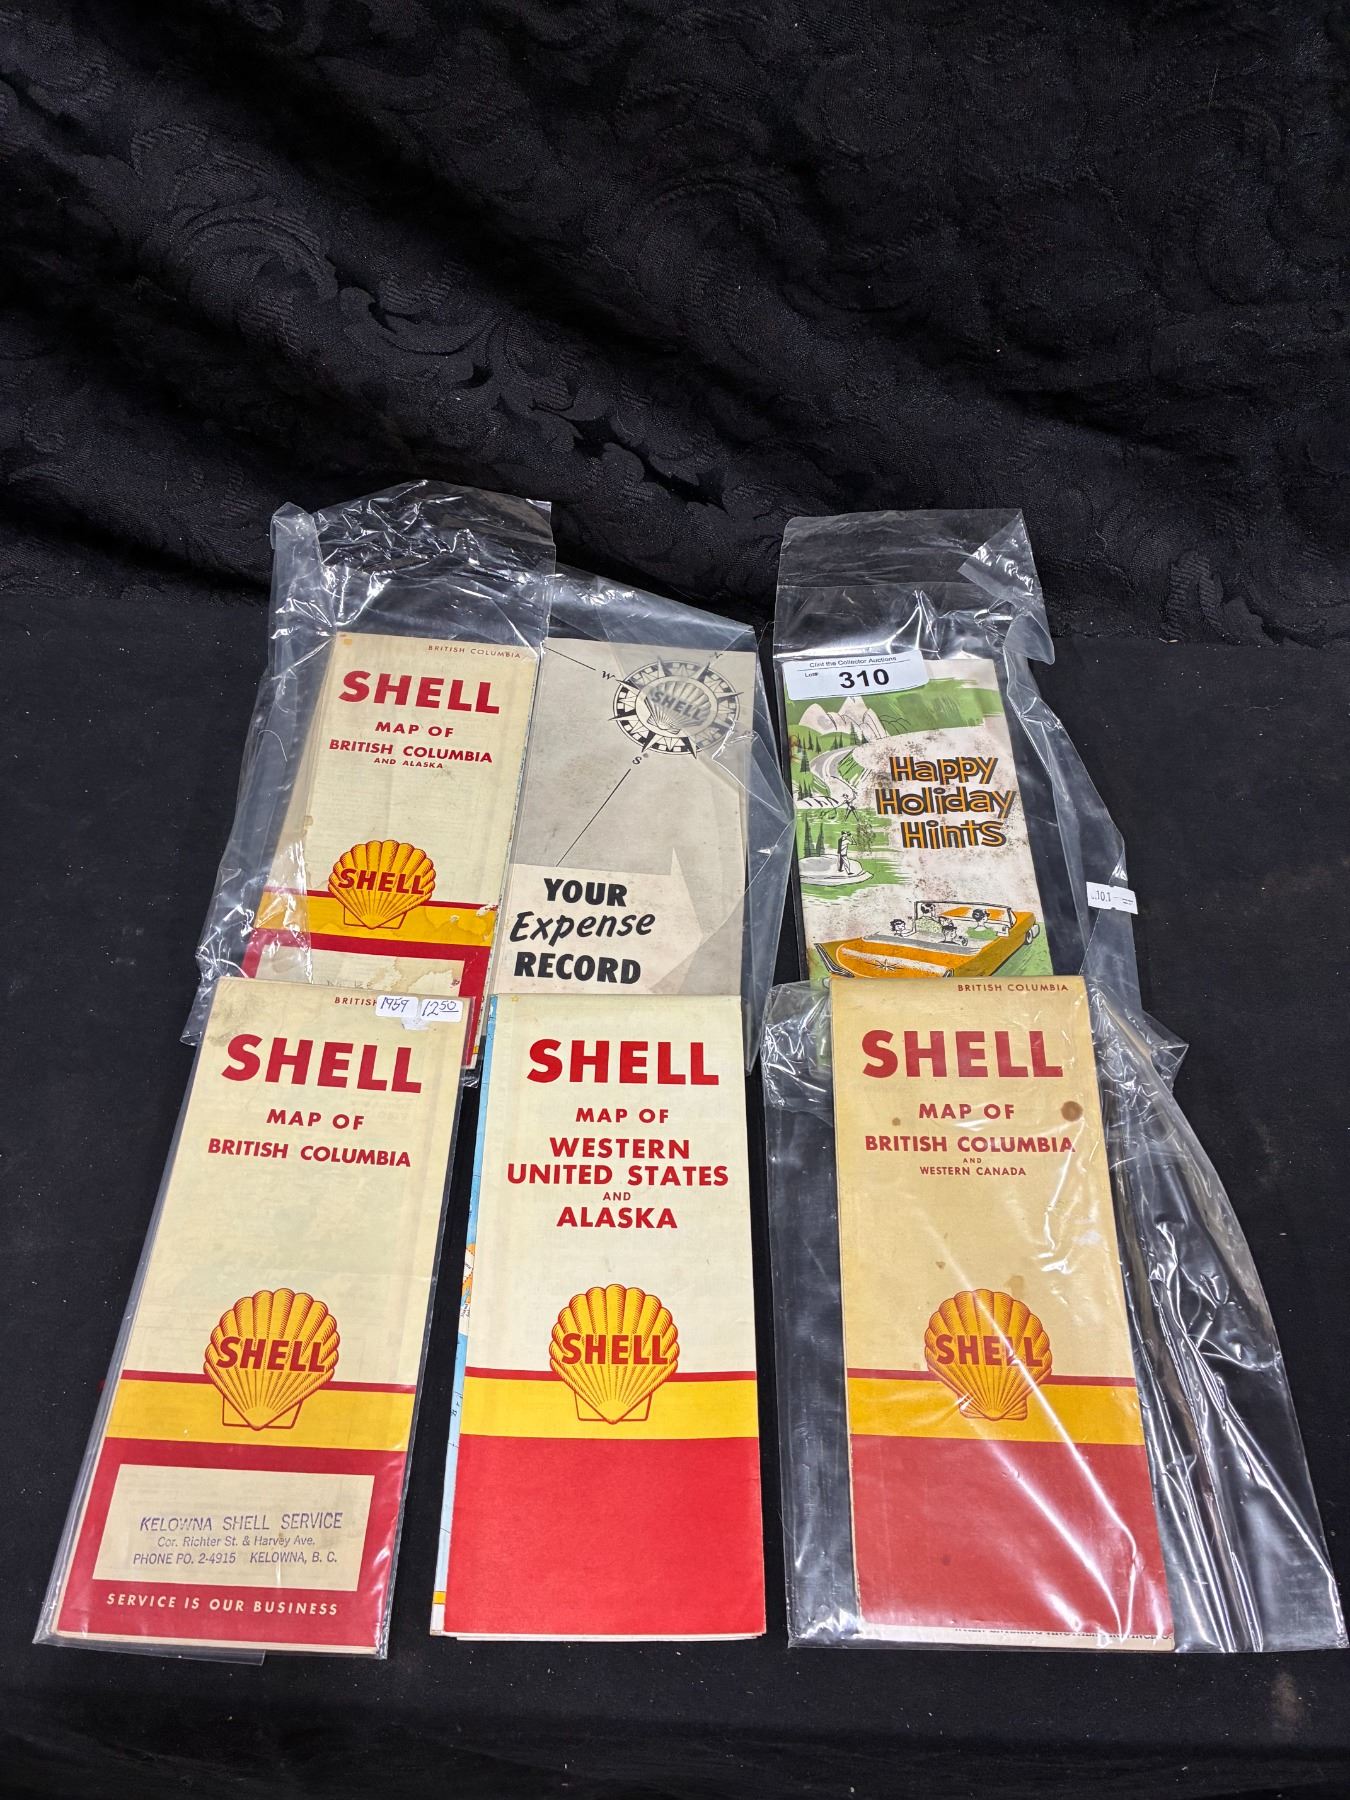 BRITISH COLUMBIA
SHELL
MAP OF
BRITISH COLUMBIA
AND ALASKA
SHELL
W
S
SHELL
YOUR
Expense
RECORD
Clint the Collector Auctions
Lot# 310
Happy
Holiday
Hints
BRITISH
1959
12.50
SHELL
MAP OF
BRITISH COLUMBIA
SHELL
KELOWNA SHELL SERVICE
Cor. Richter St. & Harvey Ave.
PHONE PO. 2-4915 KELOWNA, B. C.
SERVICE IS OUR BUSINESS
SHELL
MAP OF
WESTERN
UNITED STATES
AND
ALASKA
SHELL
BRITISH COLUMBIA
SHELL
MAP OF
BRITISH COLUMBIA
AND
WESTERN CANADA
SHELL